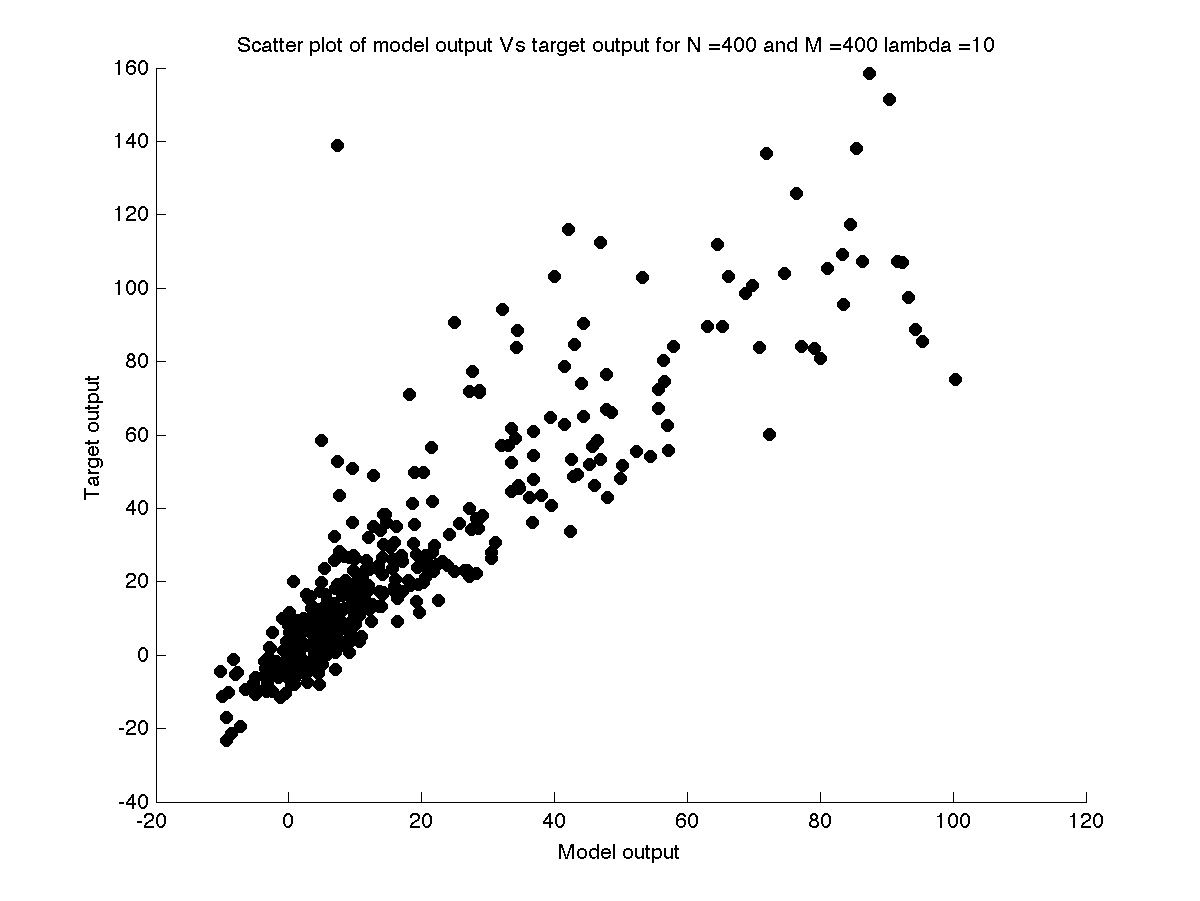 Scatter plot of model output Vs target output for N =400 and M =400 lambda =10
160
140
120
100
80
60
40
20
0
-20
-40
Target output
-20 0 20 40 60 80 100 120
Model output